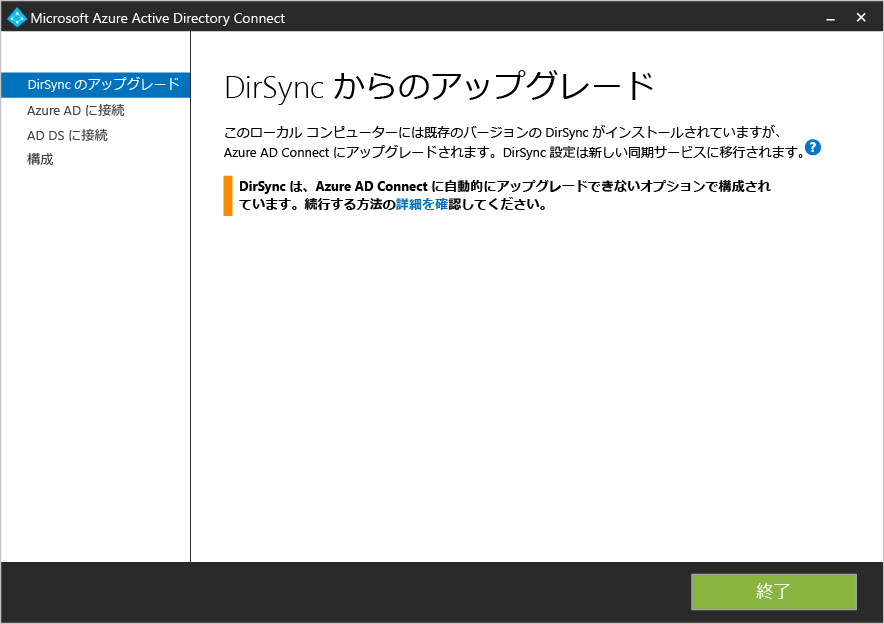 Microsoft Azure Active Directory Connect
DirSync のアップグレード
Azure AD に接続
AD DS に接続
構成
DirSync からのアップグレード
このローカル コンピューターには既存のバージョンの DirSync がインストールされていますが、
Azure AD Connect にアップグレードされます。DirSync 設定は新しい同期サービスに移行されます。
?
DirSync は、Azure AD Connect に自動的にアップグレードできないオプションで構成され
ています。続行する方法の詳細を確認してください。
終了